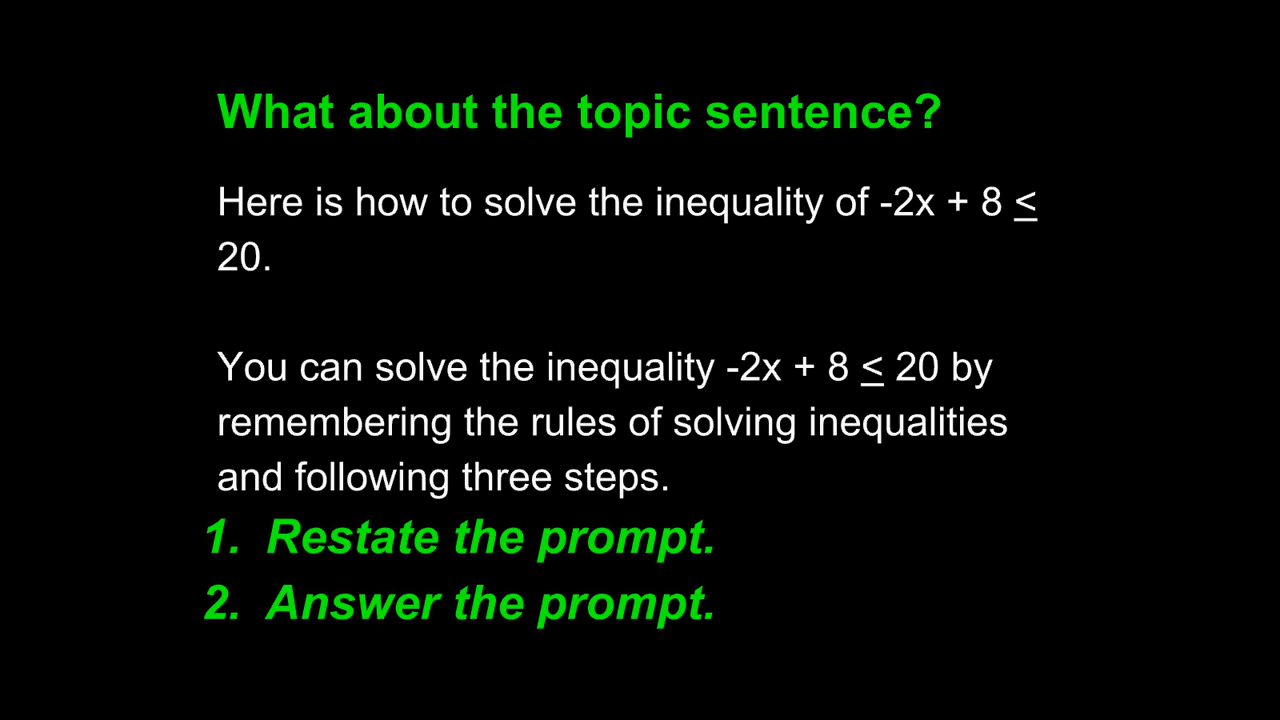 What about the topic sentence?
Here is how to solve the inequality of -2x + 8 ≤
20.
You can solve the inequality -2x + 8 ≤ 20 by
remembering the rules of solving inequalities
and following three steps.
1. Restate the prompt.
2. Answer the prompt.